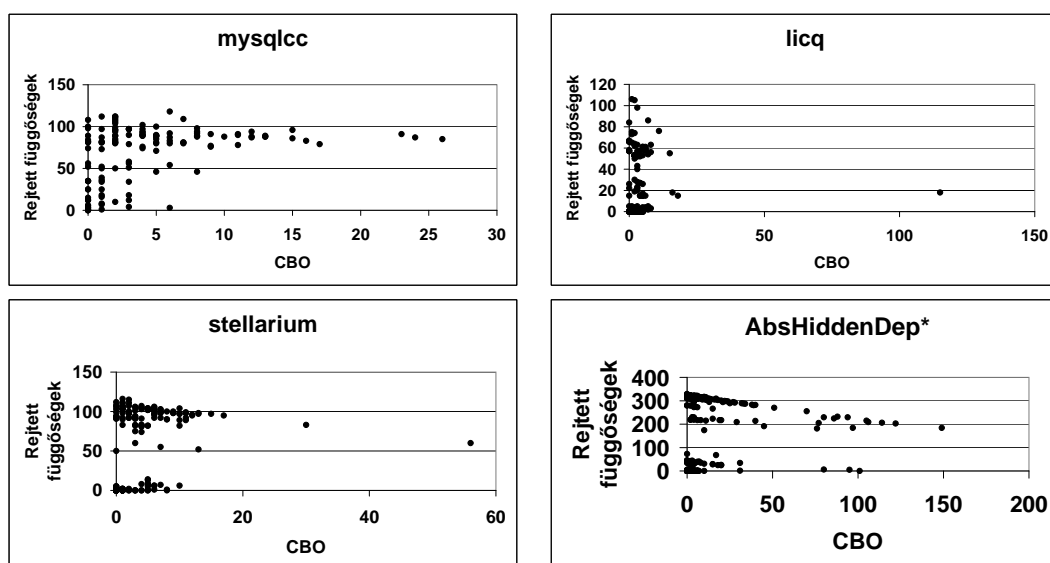 mysqlcc
Rejtett függőségek
150
100
50
0
0 5 10 15 20 25 30
CBO
licq
Rejtett függőségek
120
100
80
60
40
20
0
0 50 100 150
CBO
stellarium
Rejtett
függőségek
150
100
50
0
0 20 40 60
CBO
AbsHiddenDep*
Rejtett
függőségek
400
300
200
100
0
0 50 100 150 200
CBO